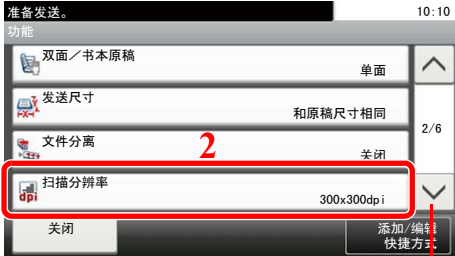 准备发送。 10:10
功能
双面／书本原稿
单面
发送尺寸
和原稿尺寸相同
2/6
文件分离
2
关闭
扫描分辨率
dpi
300x300dpi
关闭
添加/编辑
快捷方式